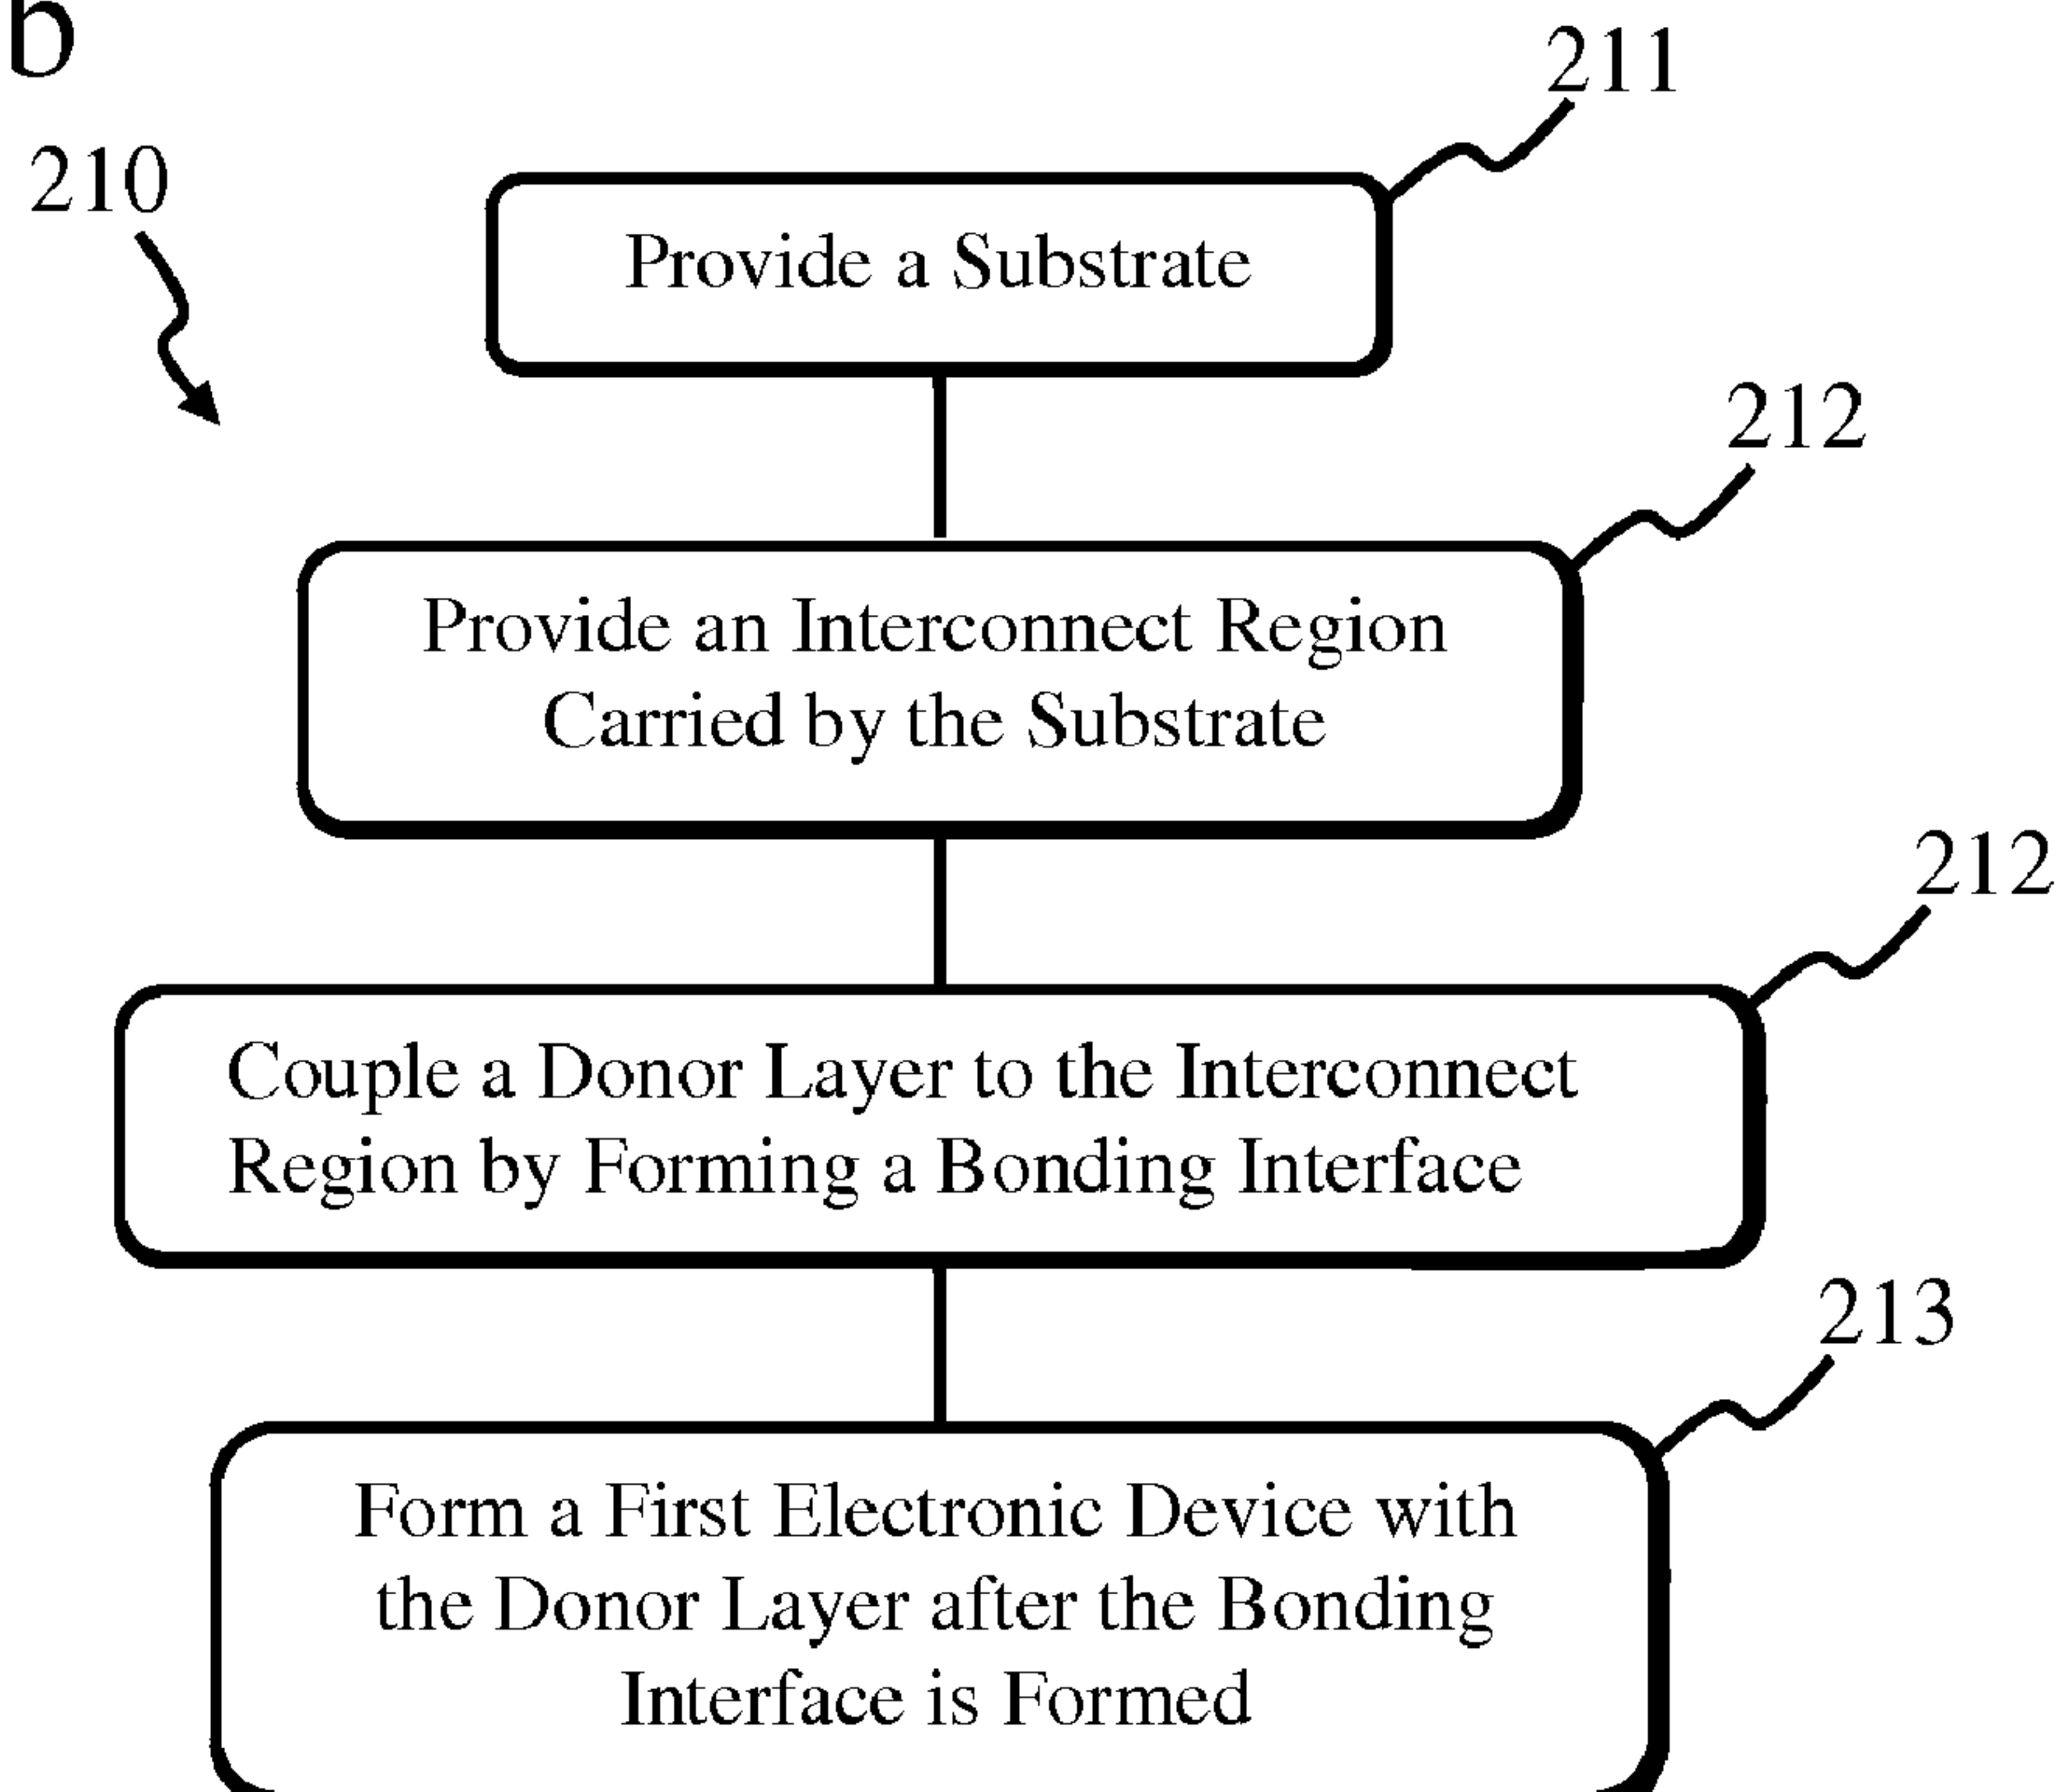 b
210
211
Provide a Substrate
212
Provide an Interconnect Region
Carried by the Substrate
212
Couple a Donor Layer to the Interconnect
Region by Forming a Bonding Interface
213
Form a First Electronic Device with
the Donor Layer after the Bonding
Interface is Formed